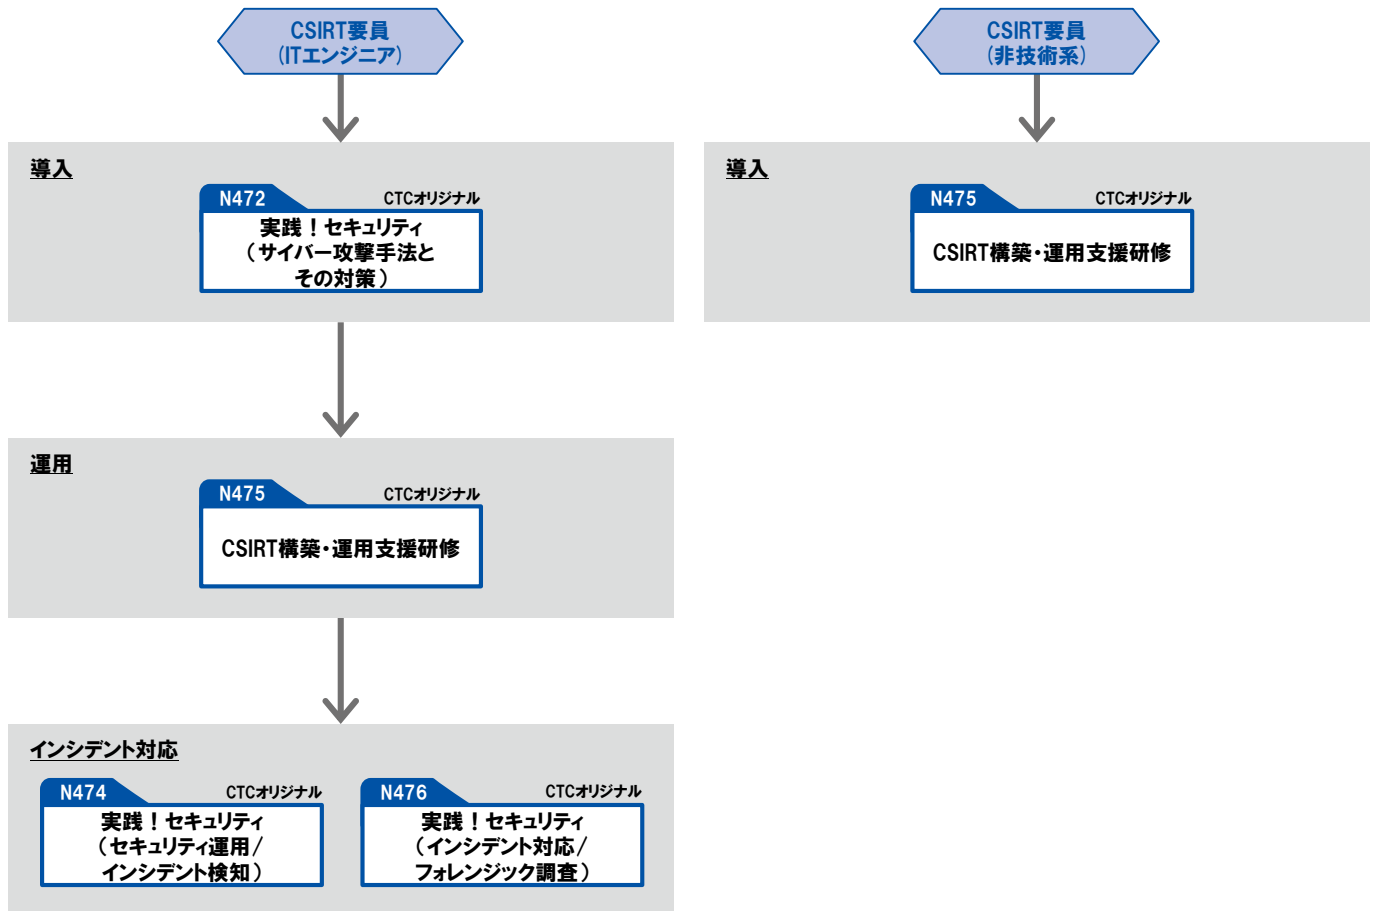 CSIRT要員
(ITエンジニア)
導入
N472
CTCオリジナル
実践！セキュリティ
（サイバー攻撃手法と
その対策）
運用
N475
CTCオリジナル
CSIRT構築・運用支援研修
インシデント対応
N474
CTCオリジナル
実践！セキュリティ
（セキュリティ運用/
インシデント検知）
N476
CTCオリジナル
実践！セキュリティ
（インシデント対応/
フォレンジック調査）
CSIRT要員
(非技術系)
導入
N475
CTCオリジナル
CSIRT構築・運用支援研修